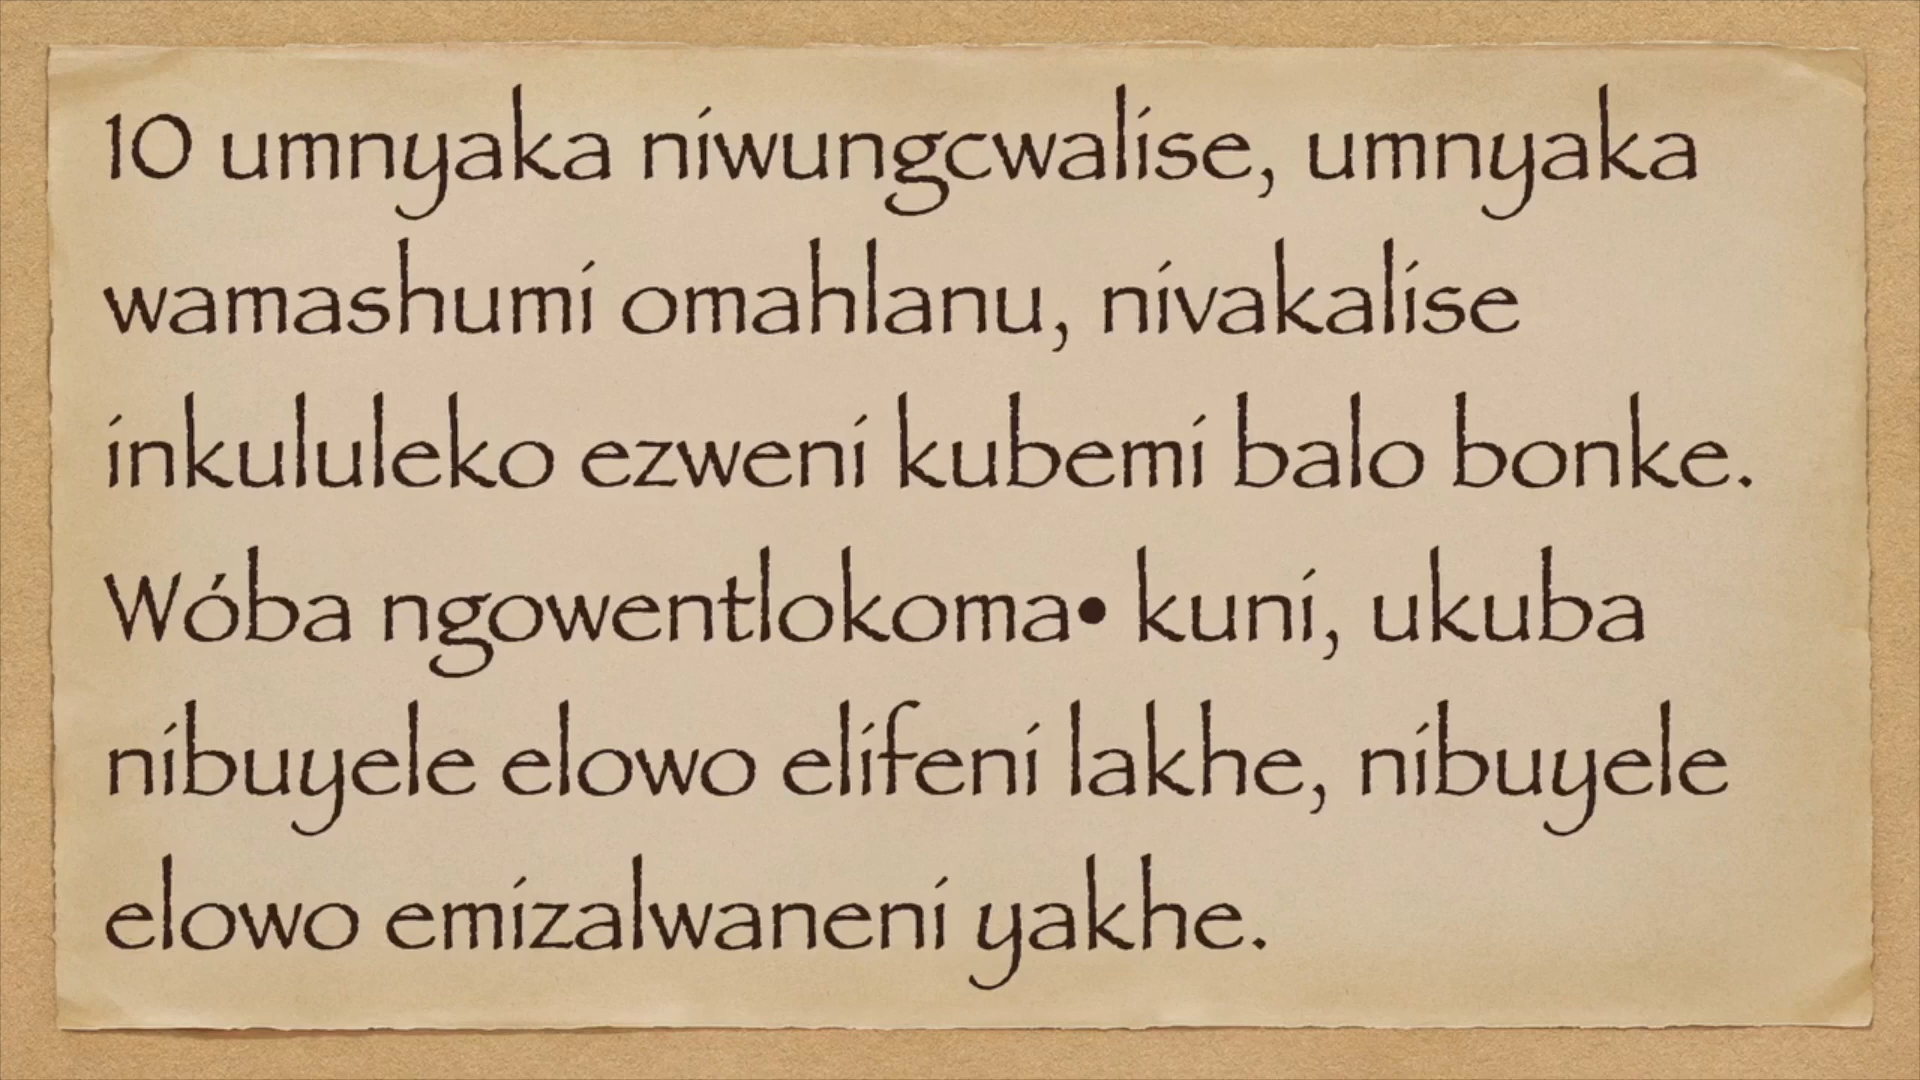 10 umnyaka niwungcwalise, umnyaka
wamashumi omahlanu, nivakalise
inkululeko ezweni kubemi balo bonke.
Wóba ngowentlokoma• kuni, ukuba
nibuyele elowo elifeni lakhe, nibuyele
elowo emizalwaneni yakhe.